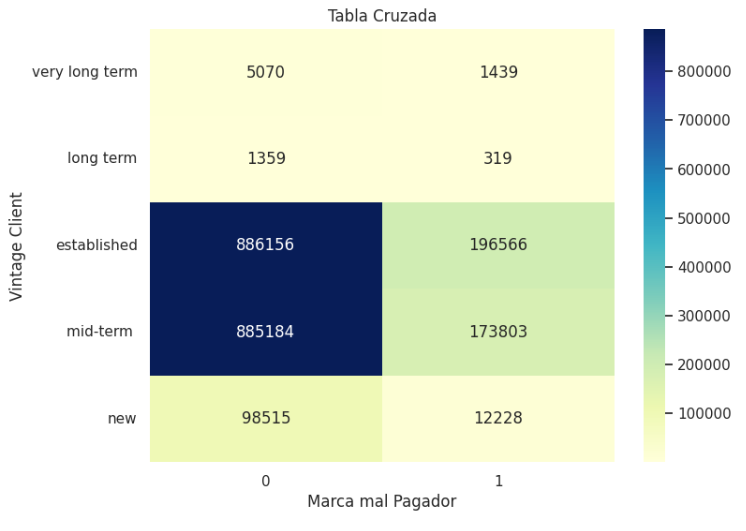 Tabla Cruzada
very long term 5070 1439
long term 1359 319
established 886156 196566
mid-term 885184 173803
new 98515 12228
0 1
Marca mal Pagador
Vintage Client
800000
700000
600000
500000
400000
300000
200000
100000